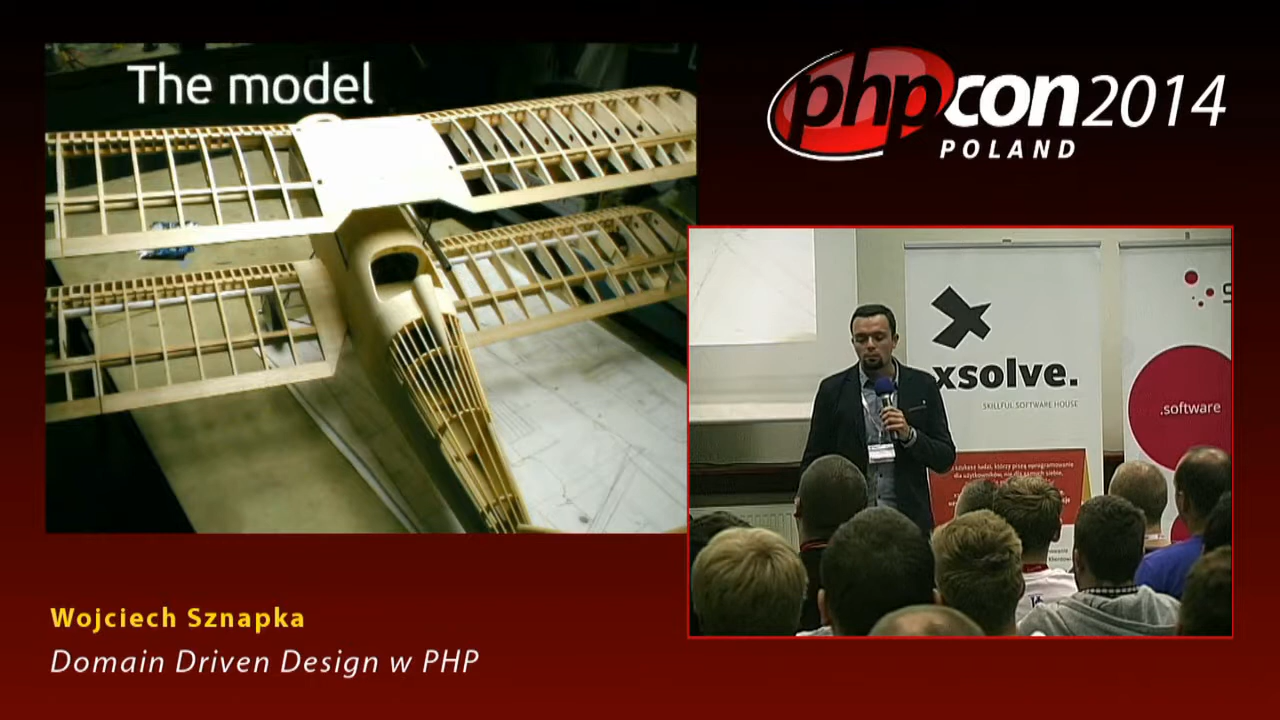 The model
phpcon2014
POLAND
xsolve.
SKILLFUL SOFTWARE HOUSE
.software
Wojciech Sznapka
Domain Driven Design w PHP